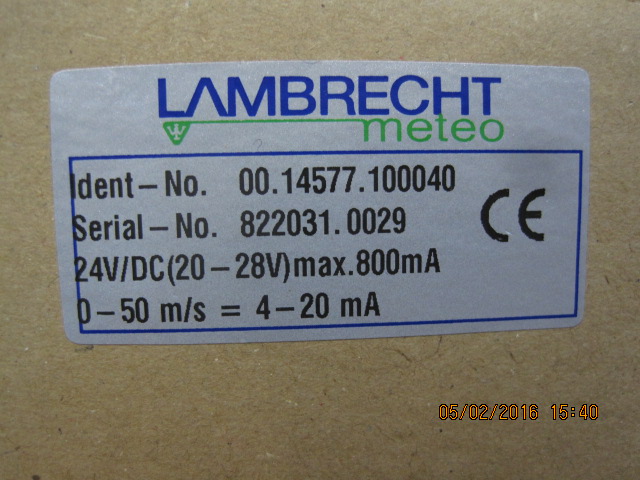 LAMBRECHT
meteo
Ident-No. 00.14577.100040
Serial-No. 822031.0029
CE
24V/DC(20-28V)max.800mA
0-50 m/s = 4-20 mA
05/02/2016 15:40